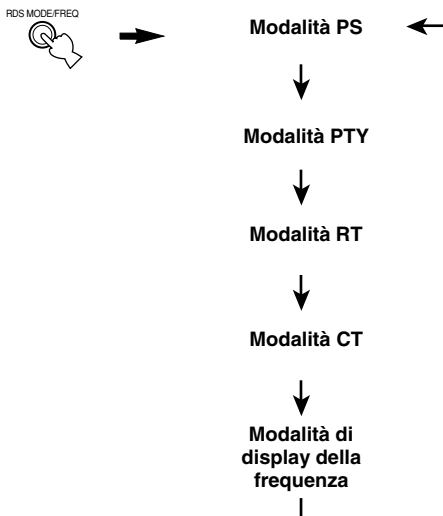 RDS MODE/FREQ
Modalità PS
Modalità PTY
Modalità RT
Modalità CT
Modalità di
display della
frequenza